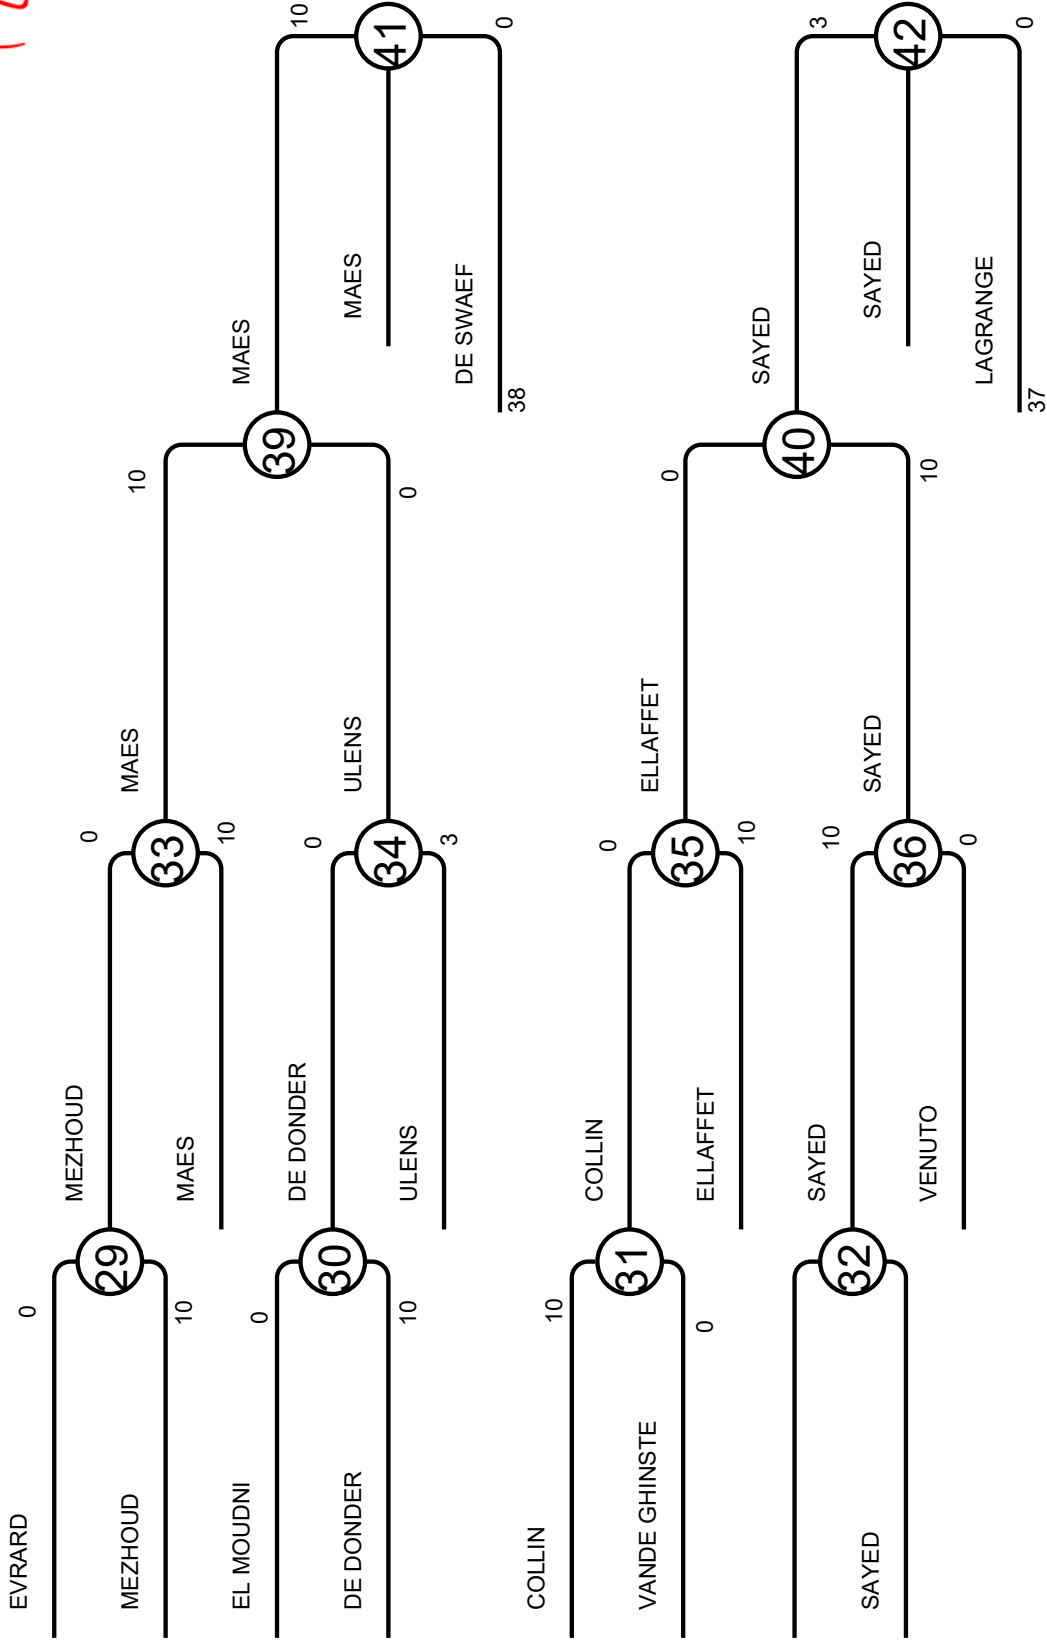 EVRARD
0
29
MEZHOUD
10
MEZHOUD
0
33
MAES
10
MAES
10
EL MOUDNI
0
30
DE DONDER
10
DE DONDER
0
34
ULENS
3
ULENS
0
39
MAES
10
41
MAES
DE SWAEF
38
0
COLLIN
10
31
VANDE GHINSTE
0
COLLIN
0
35
ELLAFFET
10
ELLAFFET
0
32
SAYED
SAYED
10
36
VENUTO
0
SAYED
10
40
SAYED
3
42
SAYED
LAGRANGE
37
0